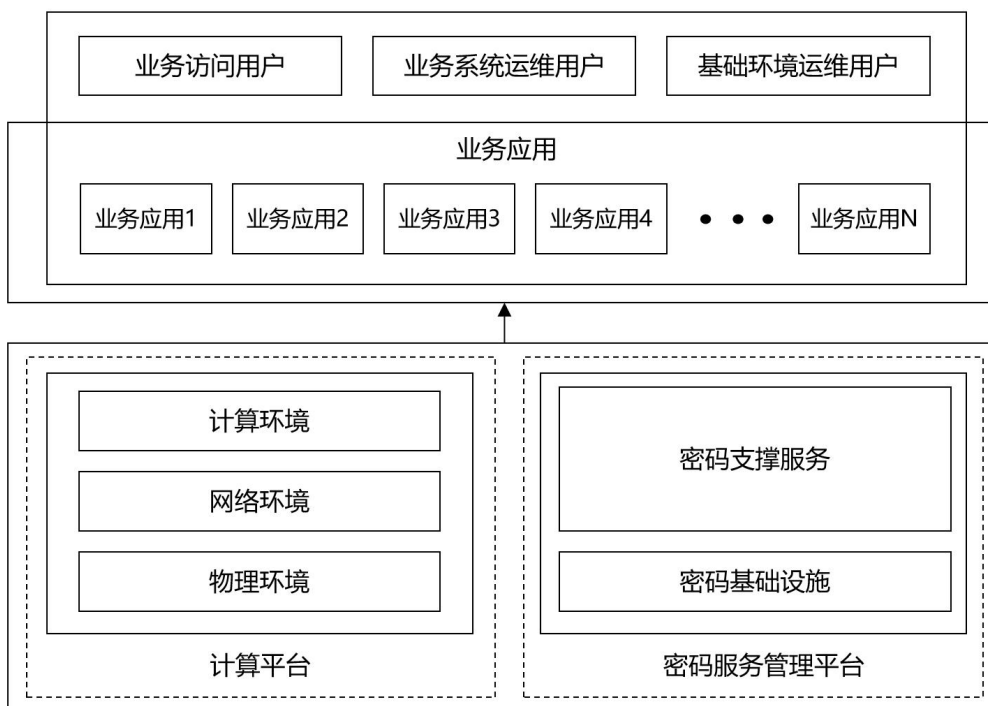 业务访问用户 业务系统运维用户 基础环境运维用户
业务应用
业务应用1 业务应用2 业务应用3 业务应用4 • • • 业务应用N
计算环境
网络环境
物理环境
计算平台
密码支撑服务
密码基础设施
密码服务管理平台